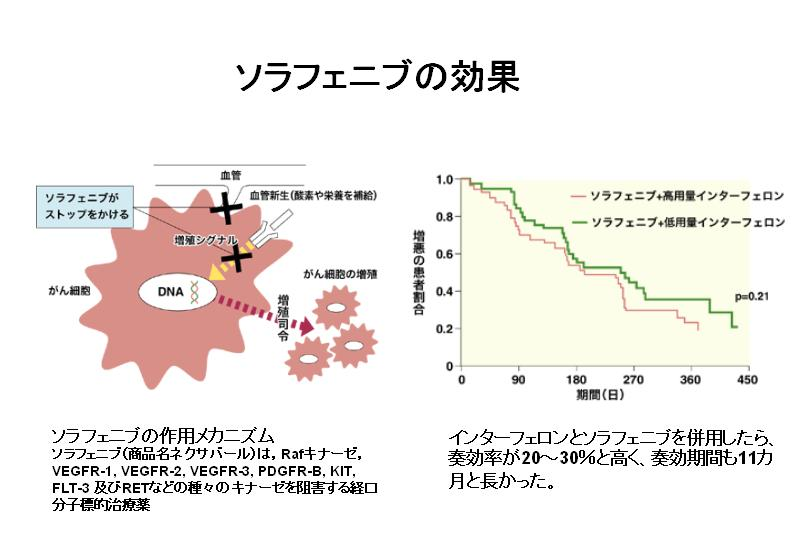 ソラフェニブの効果
血管
血管新生(酸素や栄養を補給)
ソラフェニブが
ストップをかける
増殖シグナル
がん細胞
DNA
がん細胞の増殖
増殖司令
ソラフェニブの作用メカニズム
ソラフェニブ(商品名ネクサバール)は，Rafキナーゼ，
VEGFR-1, VEGFR-2, VEGFR-3, PDGFR-B, KIT,
FLT-3 及びRETなどの種々のキナーゼを阻害する経口
分子標的治療薬
増悪の患者割合
1.0
0.8
0.6
0.4
0.2
0
0 90 180 270 360 450
期間(日)
ソラフェニブ+高用量インターフェロン
ソラフェニブ+低用量インターフェロン
p=0.21
インターフェロンとソラフェニブを併用したら、
奏効率が20～30%と高く、奏効期間も11カ
月と長かった。